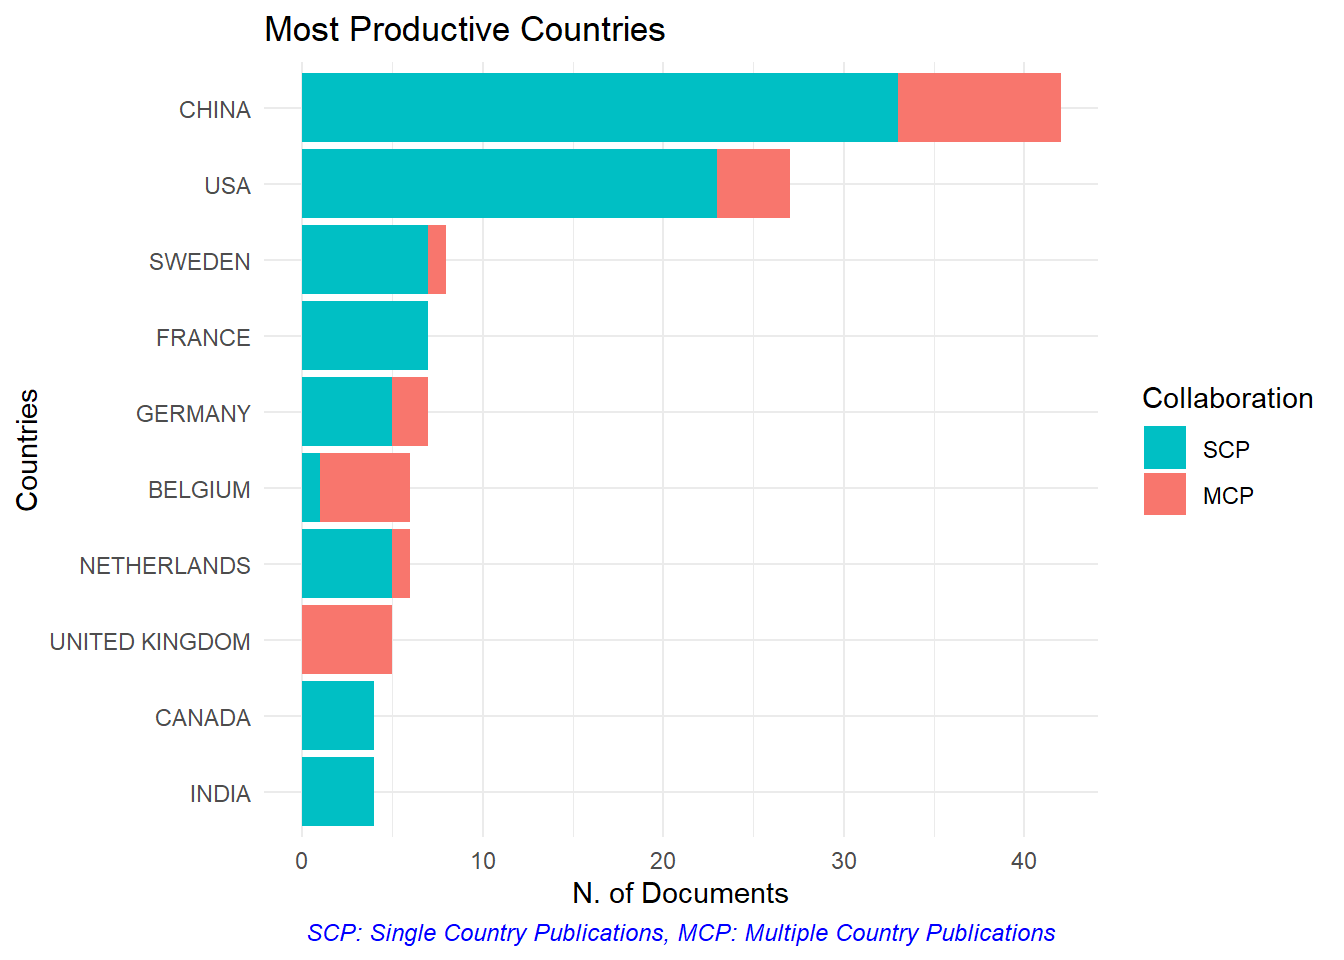 Most Productive Countries
CHINA
USA
SWEDEN
FRANCE
GERMANY
BELGIUM
NETHERLANDS
UNITED KINGDOM
CANADA
INDIA
Countries
0 10 20 30 40
N. of Documents
SCP: Single Country Publications, MCP: Multiple Country Publications
Collaboration
SCP
MCP